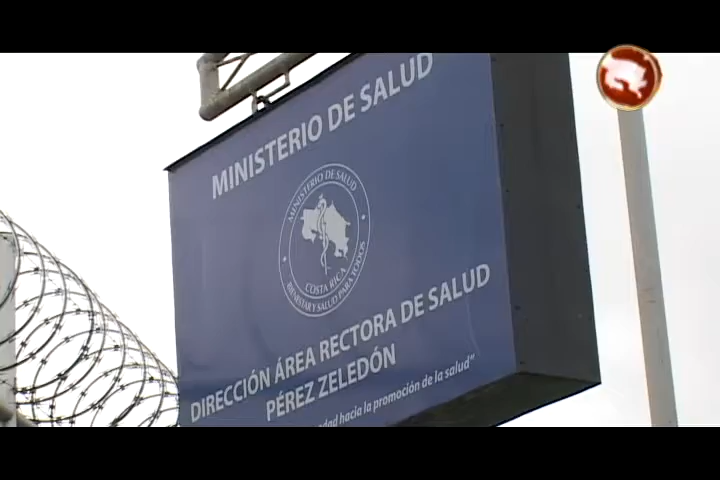 MINISTERIO DE SALUD
MINISTERIO DE SALUD
COSTA RICA
BIENESTAR Y SALUD PARA TODOS
DIRECCIÓN ÁREA RECTORA DE SALUD
PÉREZ ZELEDÓN
hacia la promoción de la salud"